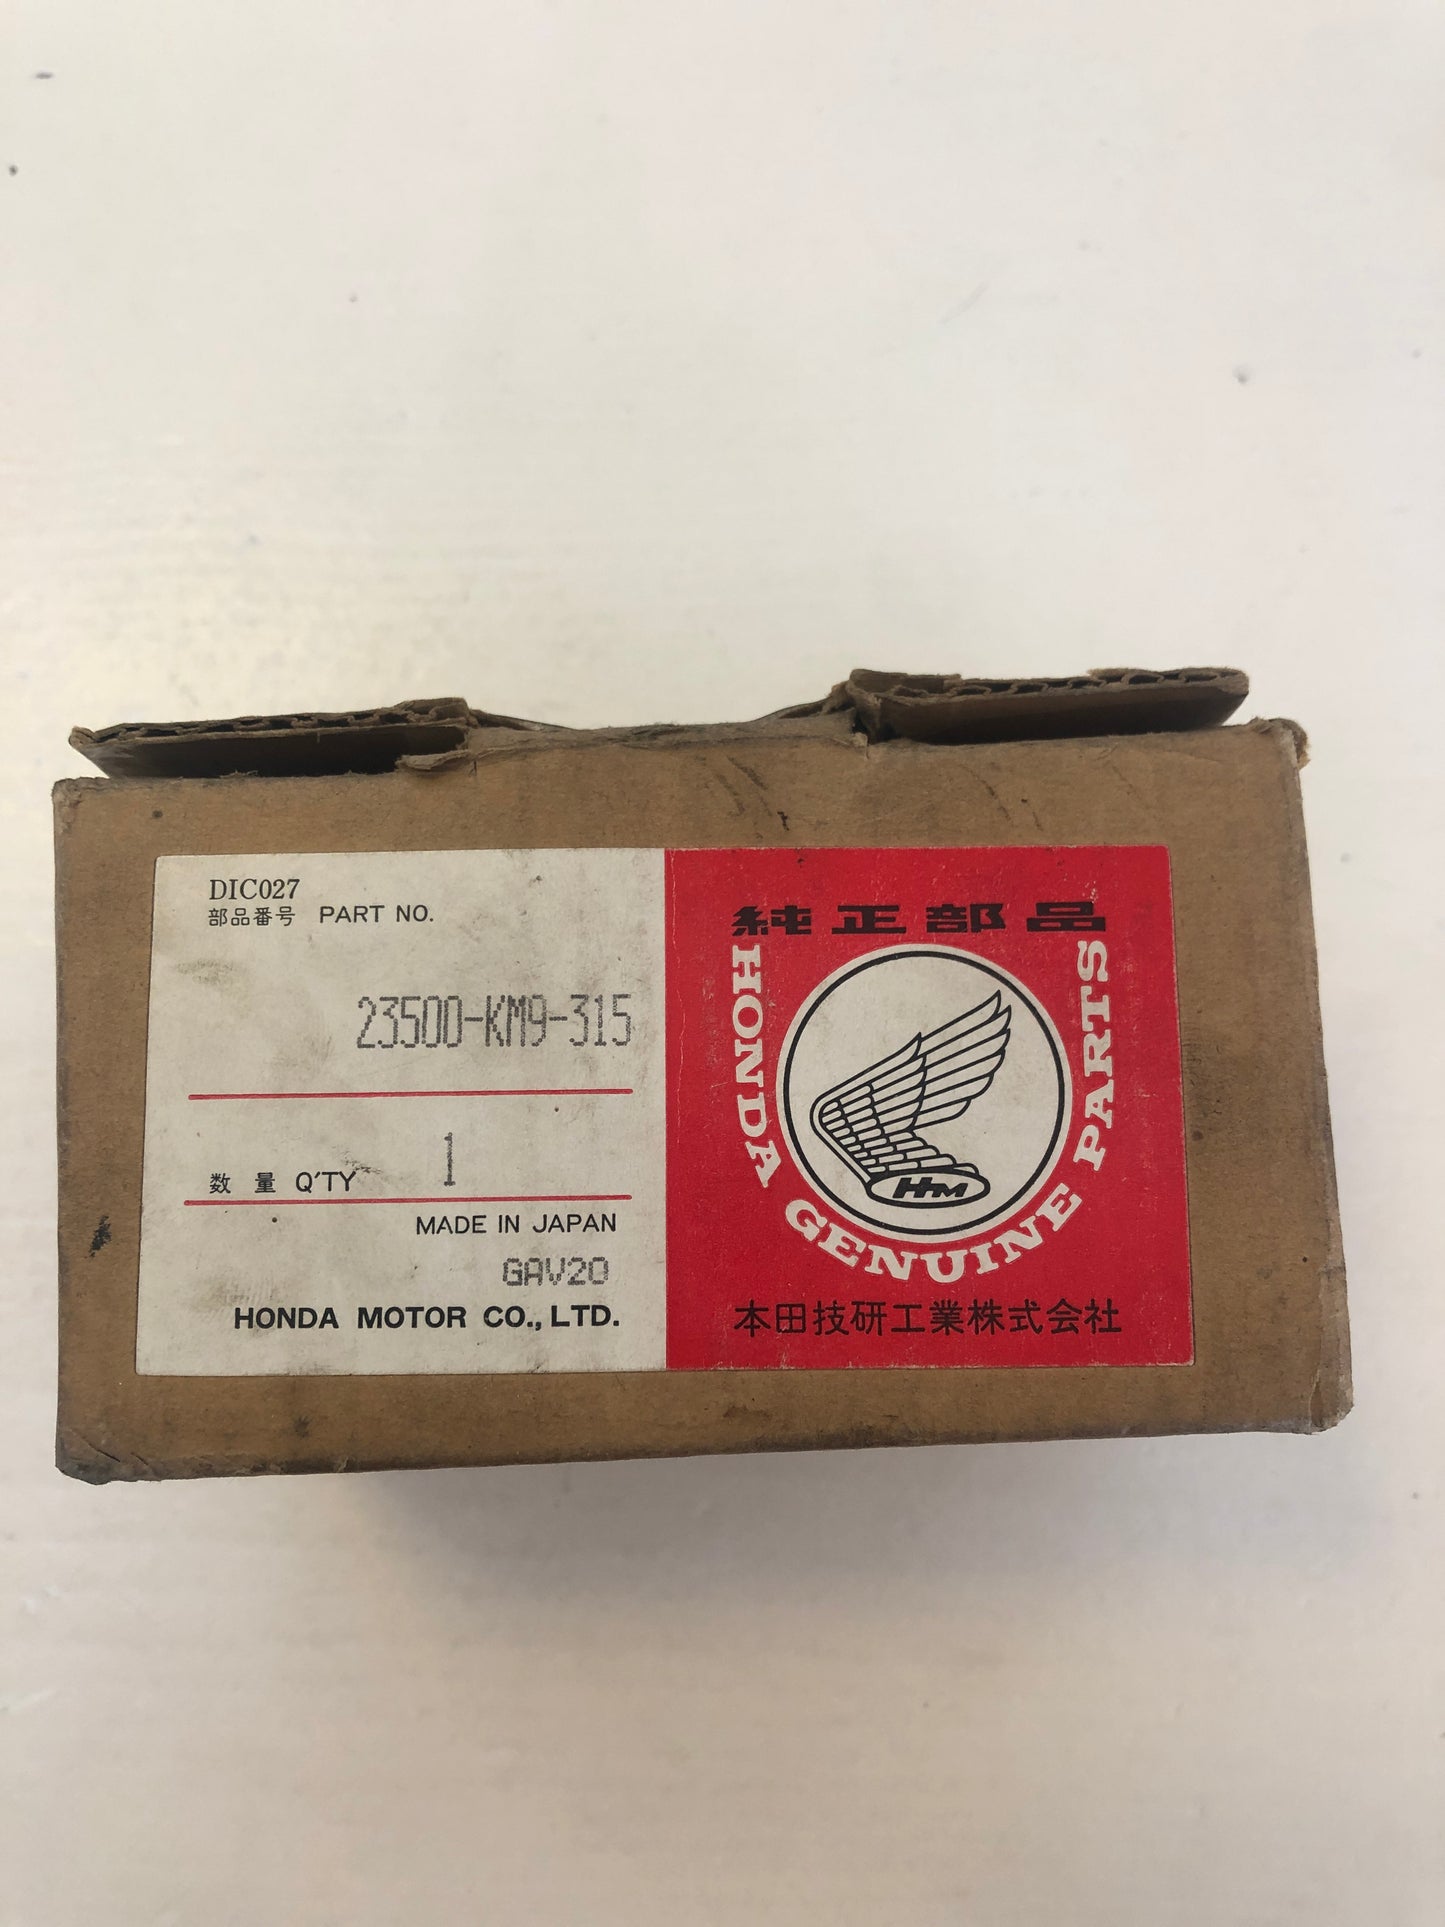 DIC027
部品番号 PART NO.
23500-KM9-315
数量 Q'TY 1
MADE IN JAPAN
GAV20
HONDA MOTOR CO., LTD.
純正部品
HONDA GENUINE PARTS
HM
本田技研工業株式会社